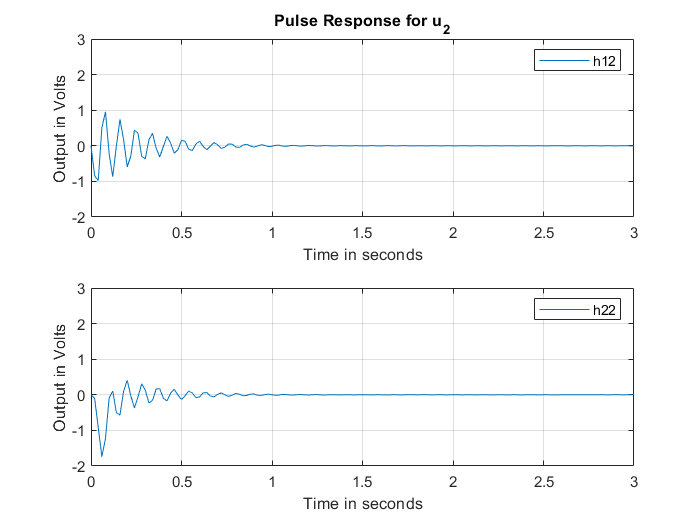 Pulse Response for u2
3
2
1
0
-1
-2
Output in Volts
h12
0 0.5 1 1.5 2 2.5 3
Time in seconds
3
2
1
0
-1
-2
Output in Volts
h22
0 0.5 1 1.5 2 2.5 3
Time in seconds